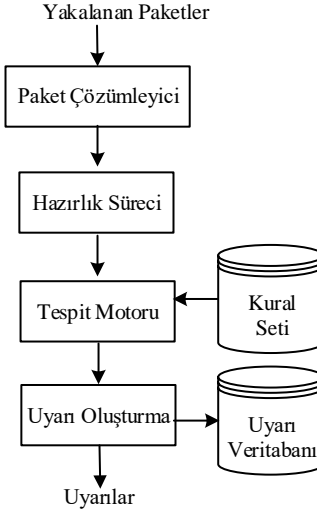 Yakalanan Paketler
Paket Çözümleyici
Hazırlık Süreci
Tespit Motoru
Kural
Seti
Uyarı Oluşturma
Uyarı
Veritabanı
Uyarılar